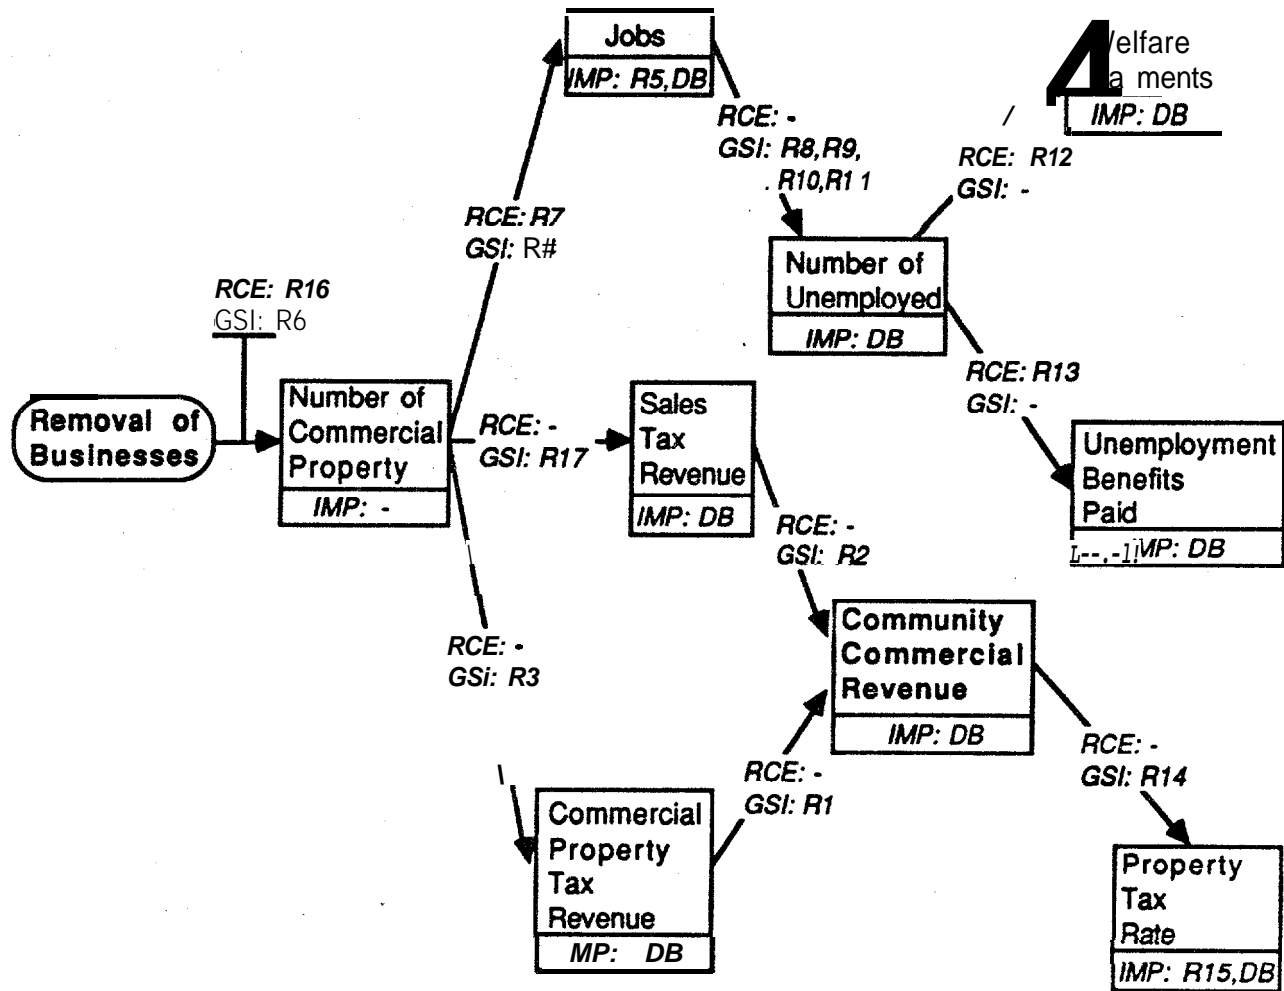 Jobs
IMP: R5,DB
elfare
a ments
IMP: DB
RCE: -
GSI: R8,R9,
R10,R11
RCE: R12
GSI: -
RCE: R7
GSI: R#
Number of
Unemployed
IMP: DB
RCE: R16
GSI: R6
RCE: R13
GSI: -
Removal of
Businesses
Number of
Commercial
Property
IMP: -
RCE: -
GSI: R17
Sales
Tax
Revenue
IMP: DB
Unemployment
Benefits
Paid
MP: DB
RCE: -
GSI: R2
RCE: -
GSi: R3
Community
Commercial
Revenue
IMP: DB
RCE: -
GSI: R1
RCE: -
GSI: R14
Commercial
Property
Tax
Revenue
MP: DB
Property
Tax
Rate
IMP: R15,DB